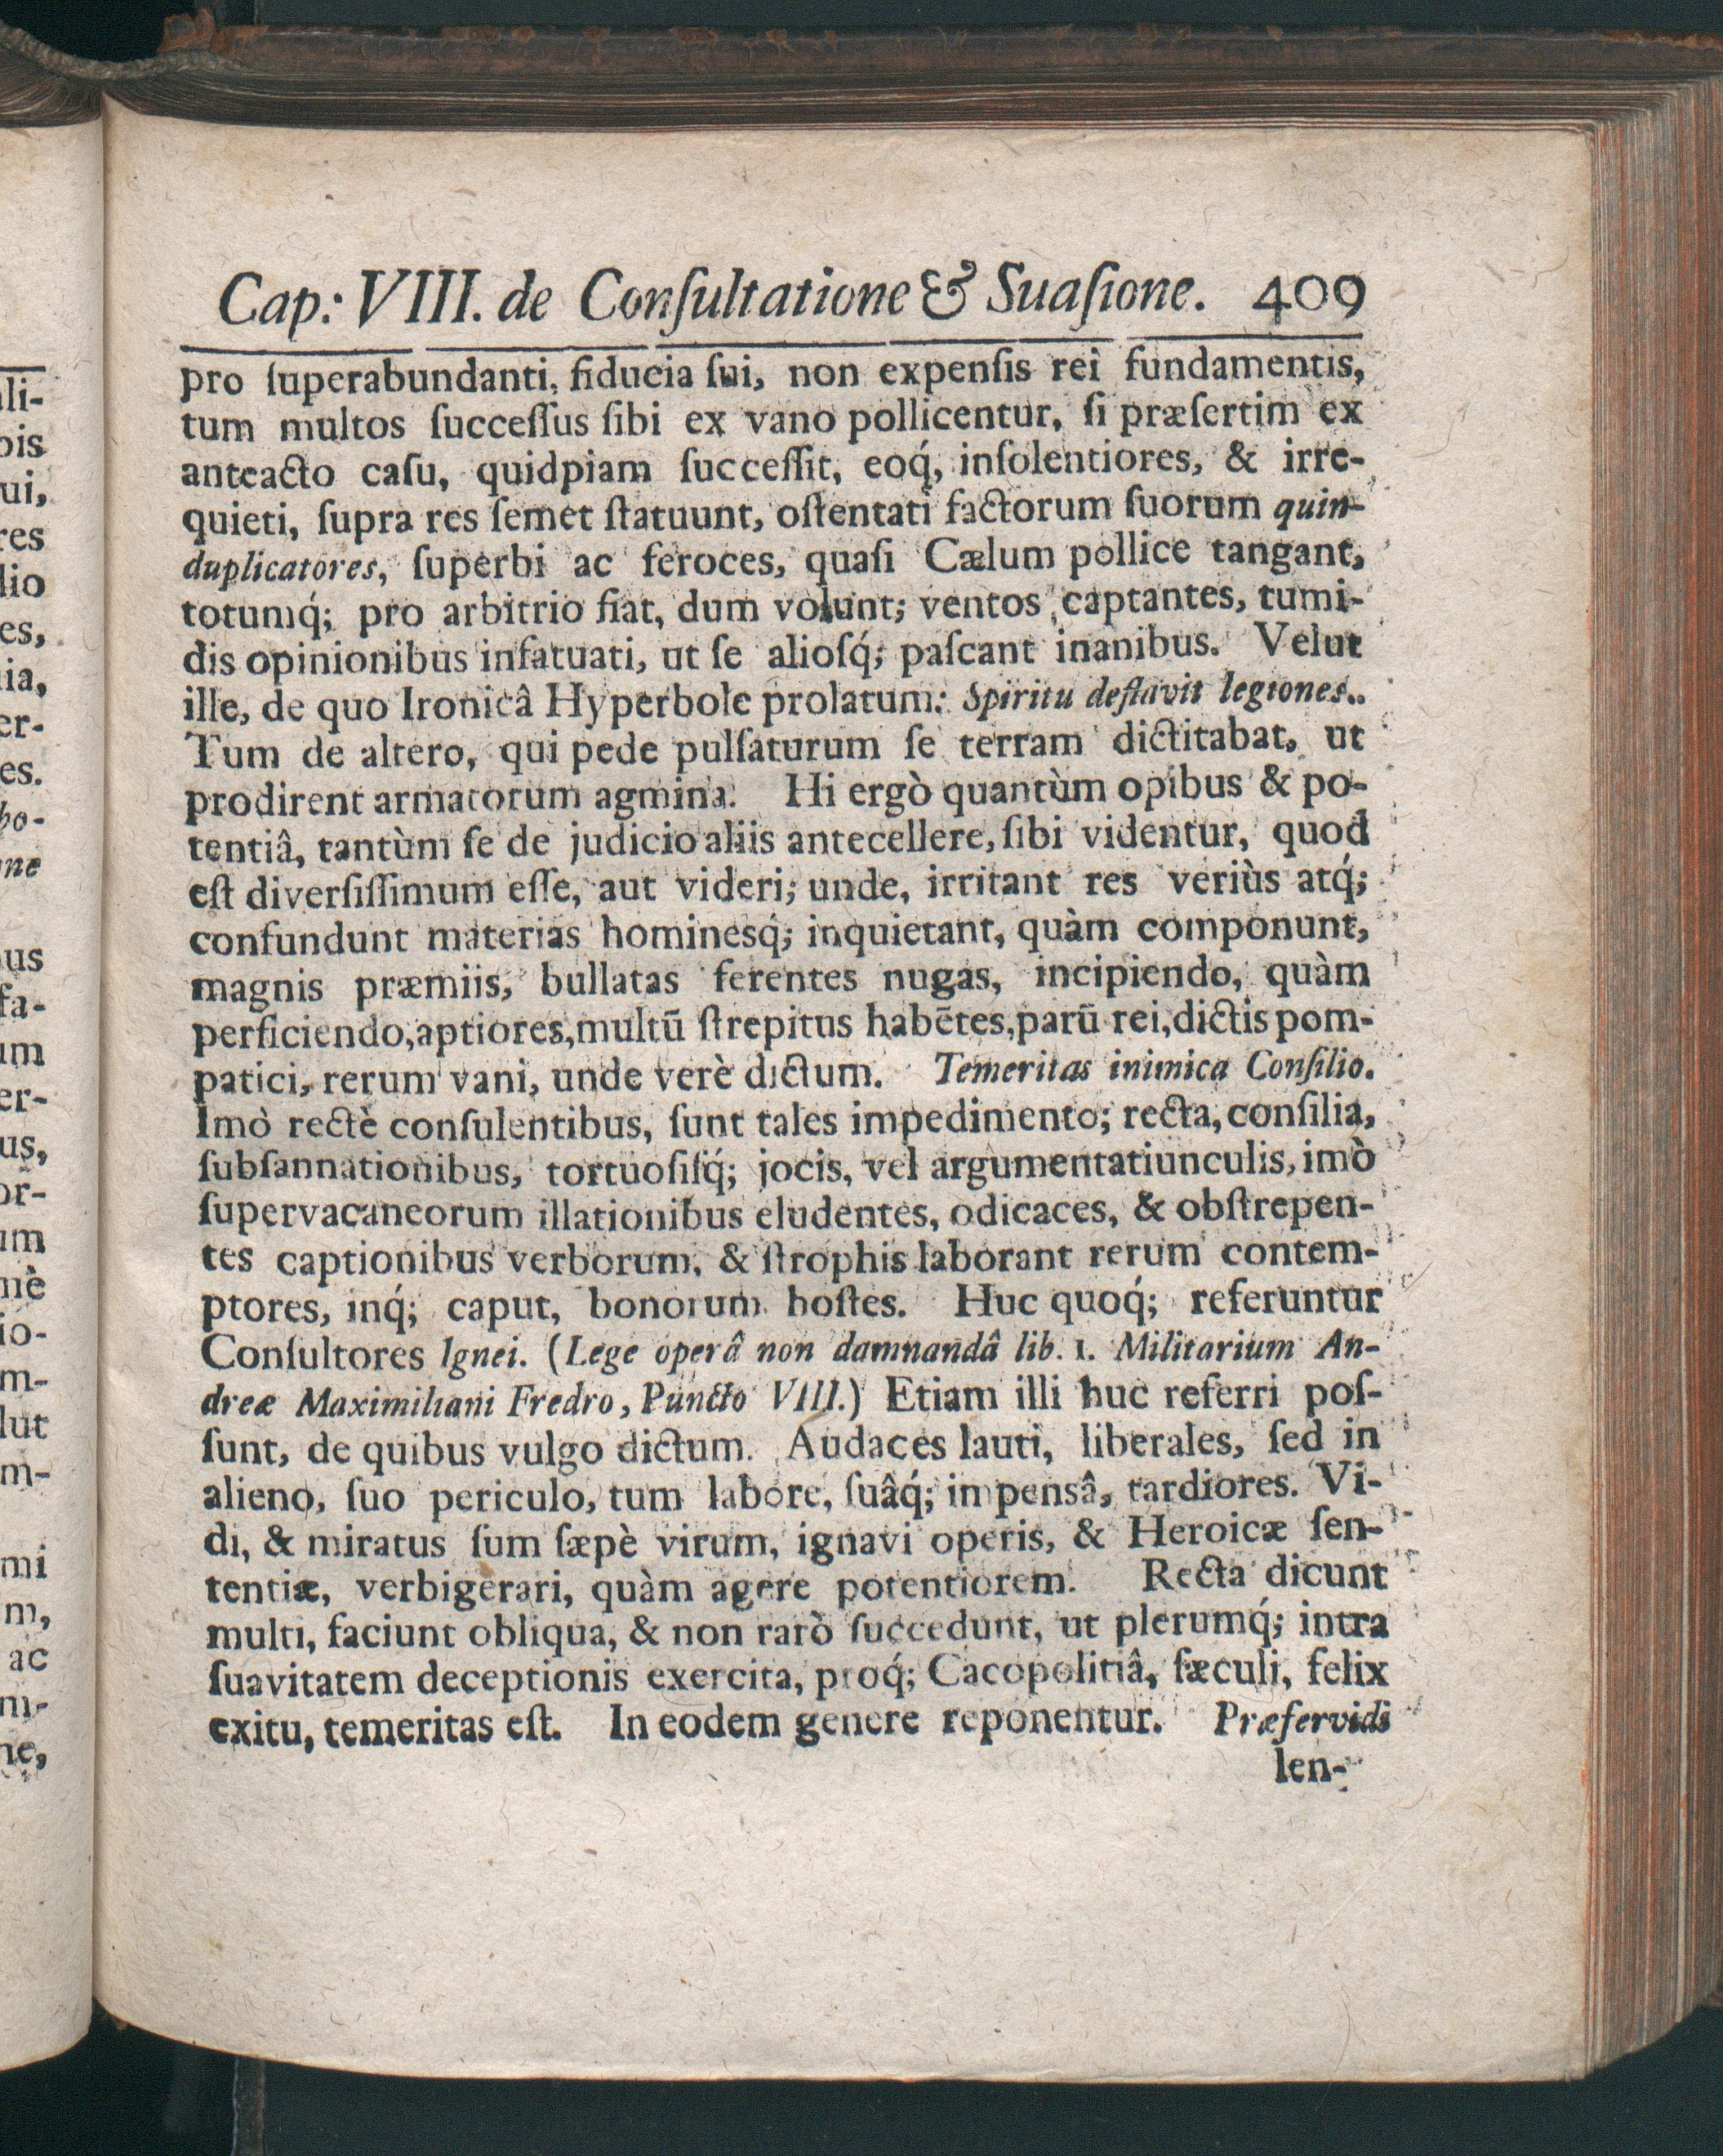 Cap: VIII. de Conſultatione & Suaſione. 409
pro ſuperabundanti, fiducia ſui, non expenſis rei fundamentis,
tum multos ſucceſſus ſibi ex vano pollicentur, ſi præſertim ex
anteacto caſu, quidpiam ſucceſſit, eoq́, inſolentiores, & irre-
quieti, ſupra res ſemet ſtatuunt, oſtentati factorum ſuorum quin-
duplicatores, ſuperbi ac feroces, quaſi Cælum pollice tangant,
totumq́; pro arbitrio fiat, dum volunt; ventos captantes, tumi-
dis opinionibus infatuati, ut ſe alioſq́; paſcant inanibus. Velut
ille, de quo Ironicâ Hyperbole prolatum: Spiritu deflavit legiones..
Tum de altero, qui pede pulſaturum ſe terram dictitabat, ut
prodirent armatorum agmina. Hi ergò quantùm opibus & po-
tentiâ, tantùm ſe de judicio aliis antecellere, ſibi videntur, quod
eſt diverſiſſimum eſſe, aut videri; unde, irritant res veriùs atq́;
confundunt materias hominesq́; inquietant, quàm componunt,
magnis præmiis, bullatas ferentes nugas, incipiendo, quàm
perficiendo, aptiores, multū ſtrepitus habētes, parū rei, dictis pom-
patici, rerum vani, unde verè dictum. Temeritas inimica Conſilio.
Imò rectè conſulentibus, ſunt tales impedimento; recta, conſilia,
ſubſannationibus, tortuoſiſq́; jocis, vel argumentatiunculis, imò
ſupervacaneorum illationibus eludentes, odicaces, & obſtrepen-
tes captionibus verborum, & ſtrophis laborant rerum contem-
ptores, inq́; caput, bonorum hoſtes. Huc quoq́; referuntur
Conſultores Ignei. (Lege operâ non damnandâ lib. 1. Militarium An-
dreæ Maximiliani Fredro, Puncto VIII.) Etiam illi huc referri poſ-
ſunt, de quibus vulgo dictum. Audaces lauti, liberales, ſed in
alieno, ſuo periculo, tum labore, ſuâq́; impensâ, tardiores. Vi-
di, & miratus ſum ſæpè virum, ignavi operis, & Heroicæ ſen-
tentiæ, verbigerari, quàm agere potentiorem. Recta dicunt
multi, faciunt obliqua, & non rarò ſuccedunt, ut plerumq́; intra
ſuavitatem deceptionis exercita, proq́; Cacopolitiâ, ſæculi, felix
exitu, temeritas eſt. In eodem genere reponentur. Præfervidi
len-